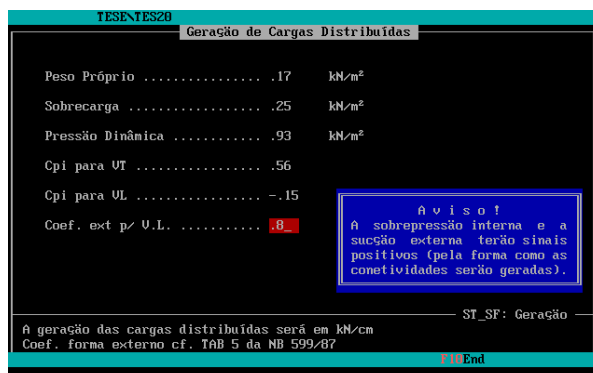 TESE\TES20
Geração de Cargas Distribuídas
Peso Próprio ................ .17 kN/m²
Sobrecarga .................. .25 kN/m²
Pressão Dinâmica ............ .93 kN/m²
Cpi para VT ................. .56
Cpi para VL ................. -.15
Coef. ext p/ V.L. ........... .8_
A v i s o !
A sobrepressão interna e a
sucção externa terão sinais
positivos (pela forma como as
conetividades serão geradas).
ST_SF: Geração
A geração das cargas distribuídas será em kN/cm
Coef. forma externo cf. TAB 5 da NB 599/87
F10End